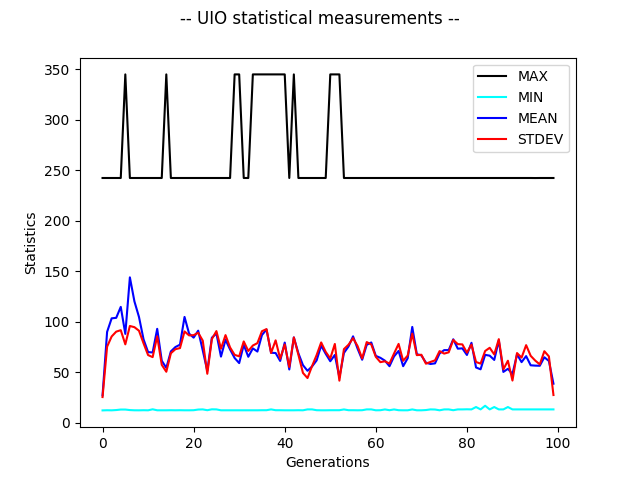 -- UIO statistical measurements --
350
300
250
200
150
100
50
0
Statistics
MAX
MIN
MEAN
STDEV
0 20 40 60 80 100
Generations